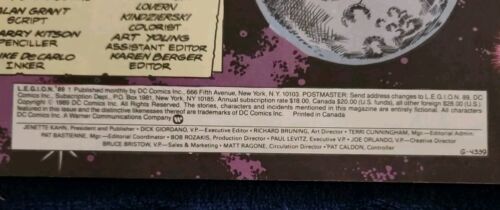 ALAN GRANT
SCRIPT
BARRY KITSON
PENCILLER
MIKE DE CARLO
INKER
LOVERN
KINDZIERSKI
COLORIST
ART YOUNG
ASSISTANT EDITOR
KAREN BERGER
EDITOR
L.E.G.I.O.N. '89 1 Published monthly by DC Comics Inc., 666 Fifth Avenue, New York, N.Y. 10103. POSTMASTER: Send address changes to L.E.G.I.O.N. 89, DC
Comics Inc., Subscription Dept., P.O. Box 1981, New York, NY 10185. Annual subscription rate $18.00. Canada $20.00 (U.S. funds), all other foreign $28.00 (U.S.)
Copyright © 1989 DC Comics Inc. All Rights Reserved. The stories, characters and incidents mentioned in this magazine are entirely fictional. All characters
featured in this issue and the distinctive likenesses thereof are trademarks of DC Comics Inc. Printed in Canada
DC Comics Inc. A Warner Communications Company
JENETTE KAHN, President and Publisher • DICK GIORDANO, V.P.—Executive Editor • RICHARD BRUNING, Art Director • TERRI CUNNINGHAM, Mgr.—Editorial Admin.
PAT BASTIENNE, Mgr.—Editorial Coordinator • BOB ROZAKIS, Production Director • PAUL LEVITZ, E.V.P. • JOE ORLANDO, V.P.—Creative Director
BRUCE BRISTOW, V.P.—Sales & Marketing • MATT RAGONE, Circulation Director • PAT CALDON, Controller
G-4339